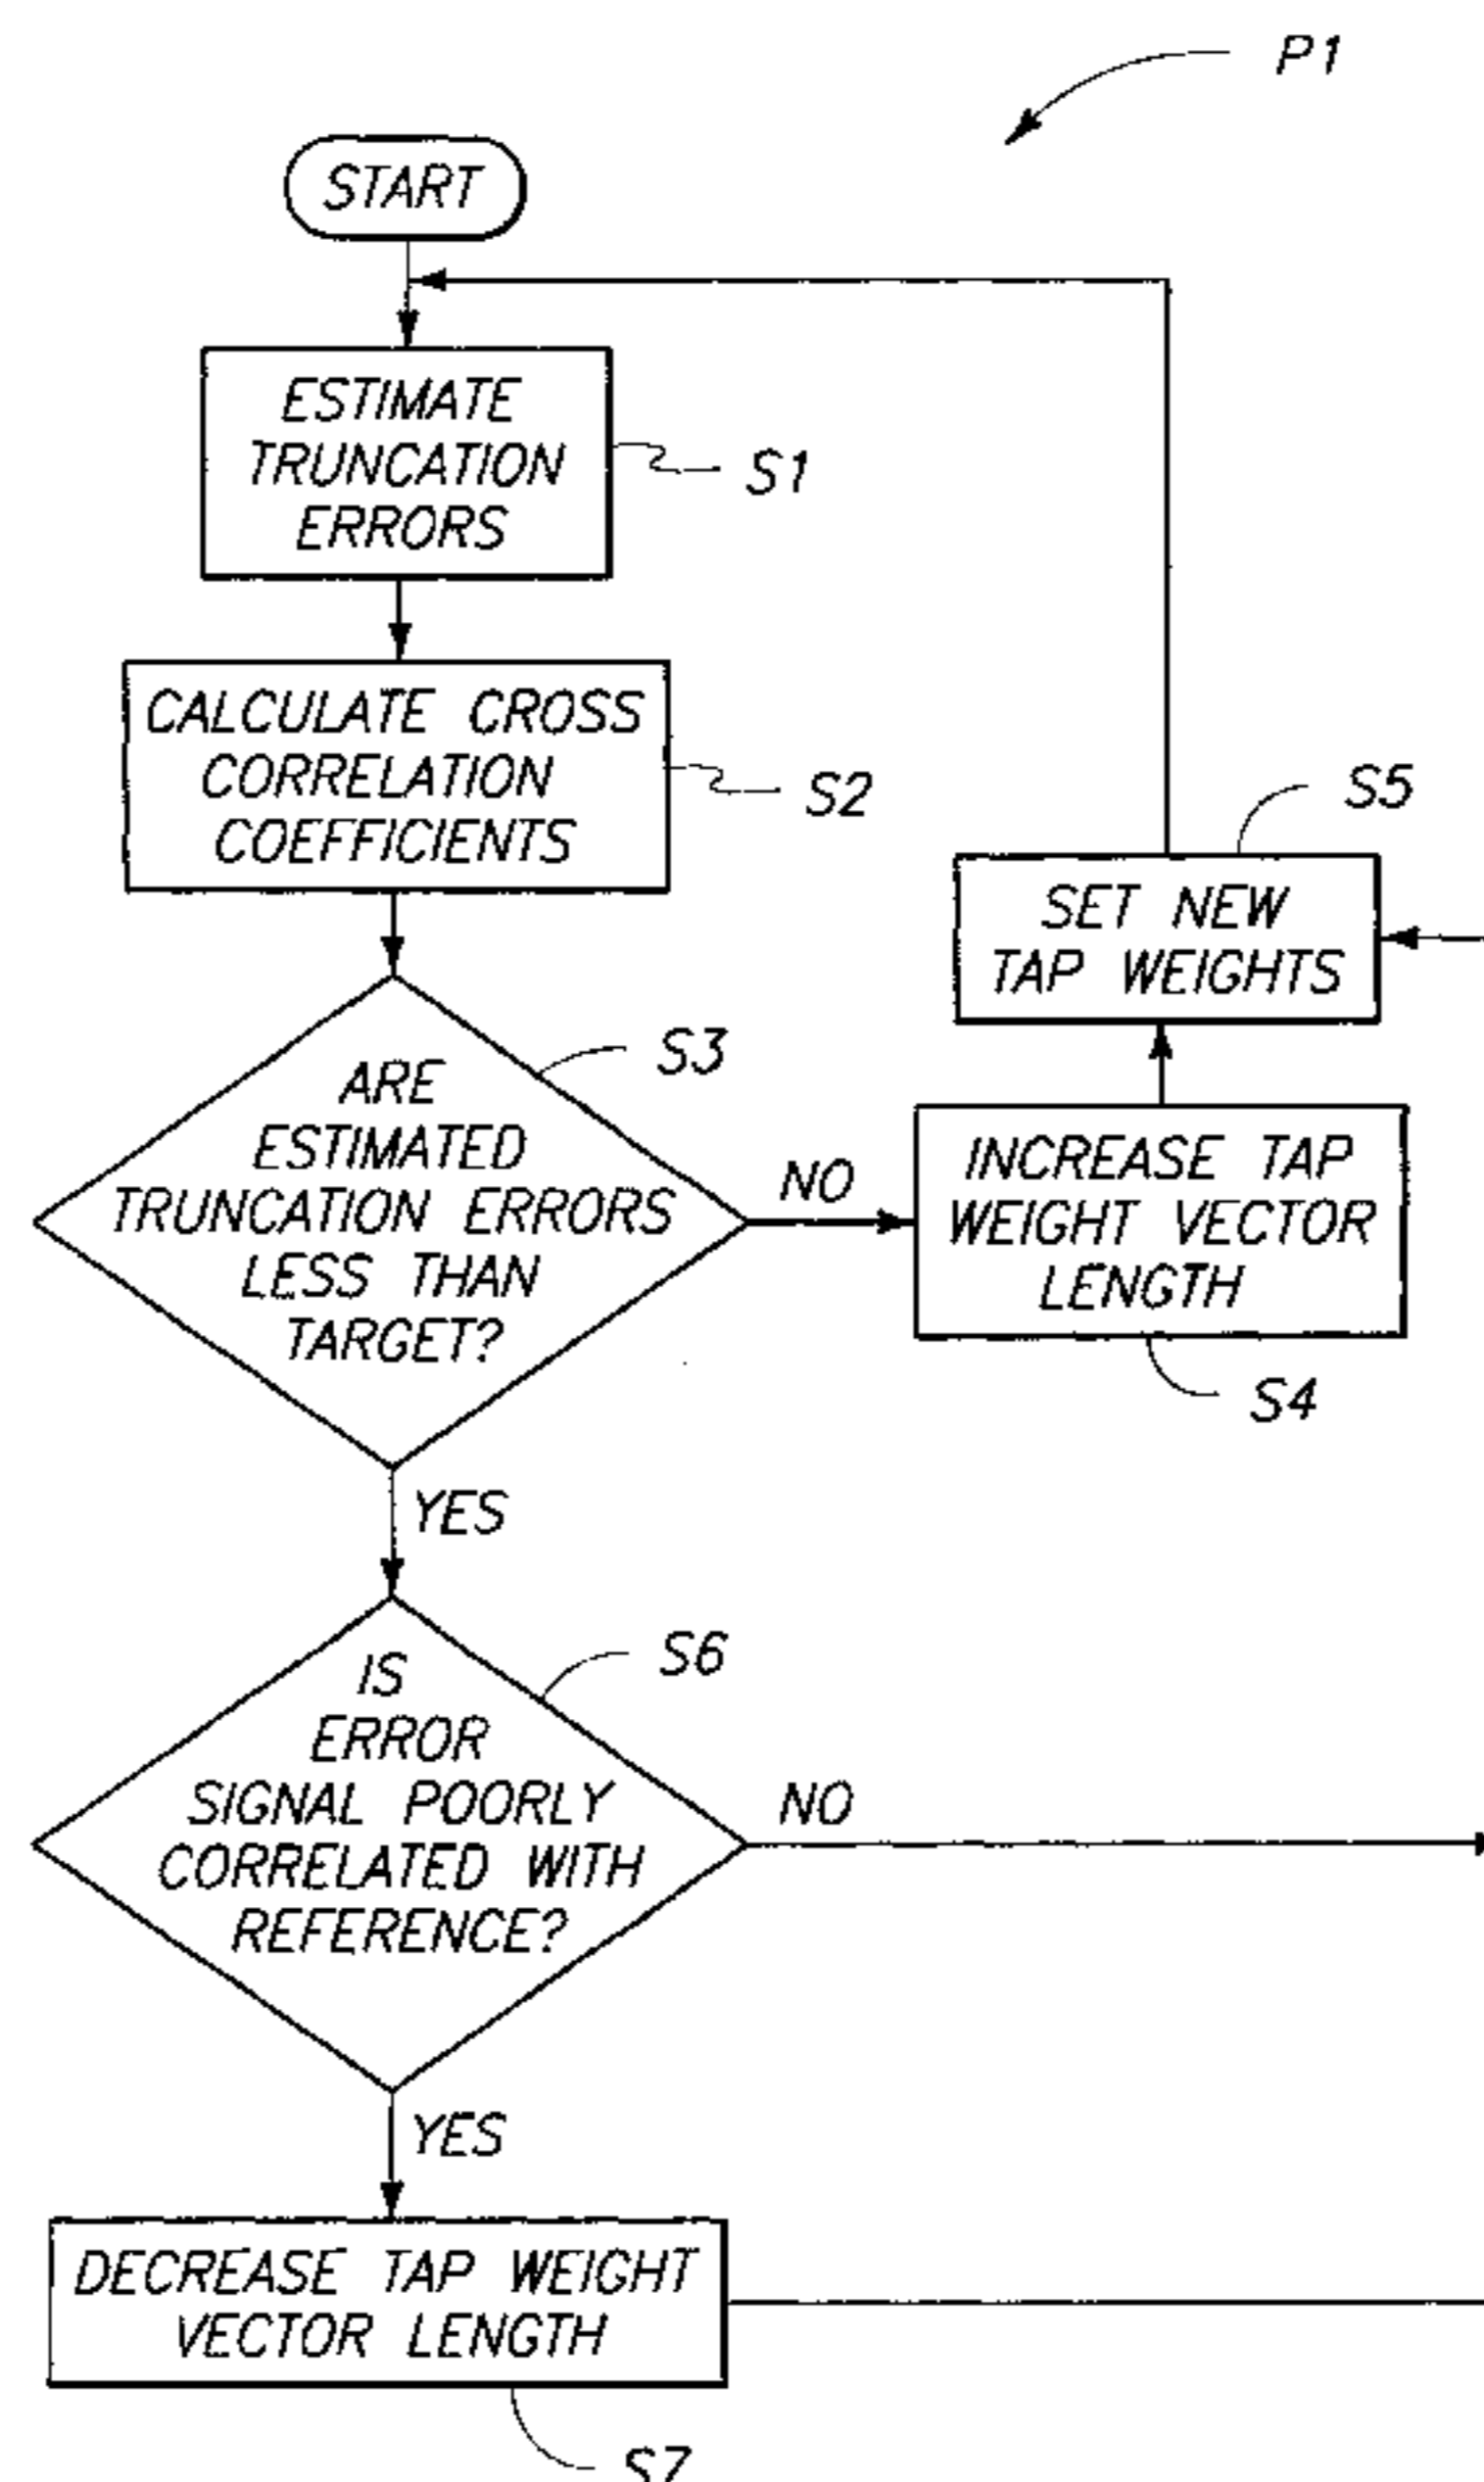 P1
START
ESTIMATE
TRUNCATION
ERRORS
S1
CALCULATE CROSS
CORRELATION
COEFFICIENTS
S2
S5
SET NEW
TAP WEIGHTS
S3
ARE
ESTIMATED
TRUNCATION ERRORS
LESS THAN
TARGET?
NO
INCREASE TAP
WEIGHT VECTOR
LENGTH
S4
YES
S6
IS
ERROR
SIGNAL POORLY
CORRELATED WITH
REFERENCE?
NO
YES
DECREASE TAP WEIGHT
VECTOR LENGTH
S7